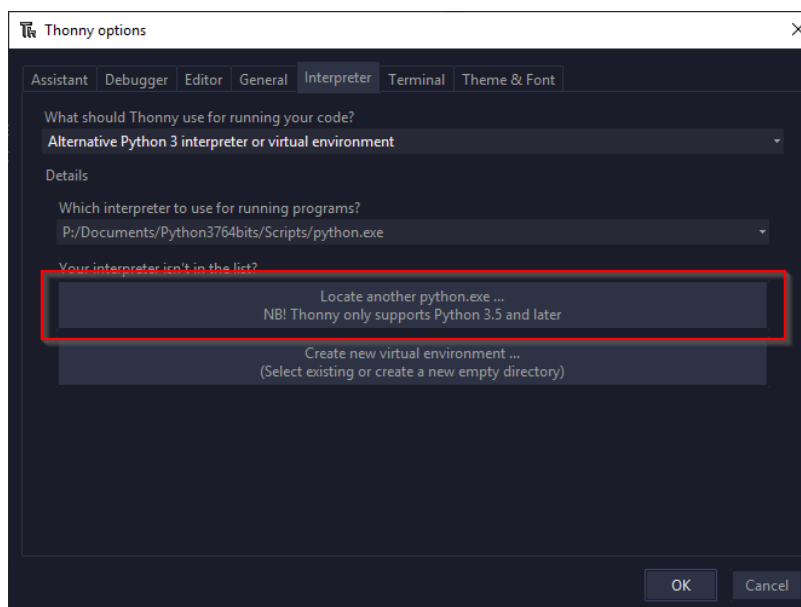 Thonny options
Assistant Debugger Editor General Interpreter Terminal Theme & Font
What should Thonny use for running your code?
Alternative Python 3 interpreter or virtual environment
Details
Which interpreter to use for running programs?
P:/Documents/Python3764bits/Scripts/python.exe
Your interpreter isn't in the list?
Locate another python.exe ...
NB! Thonny only supports Python 3.5 and later
Create new virtual environment ...
(Select existing or create a new empty directory)
OK Cancel